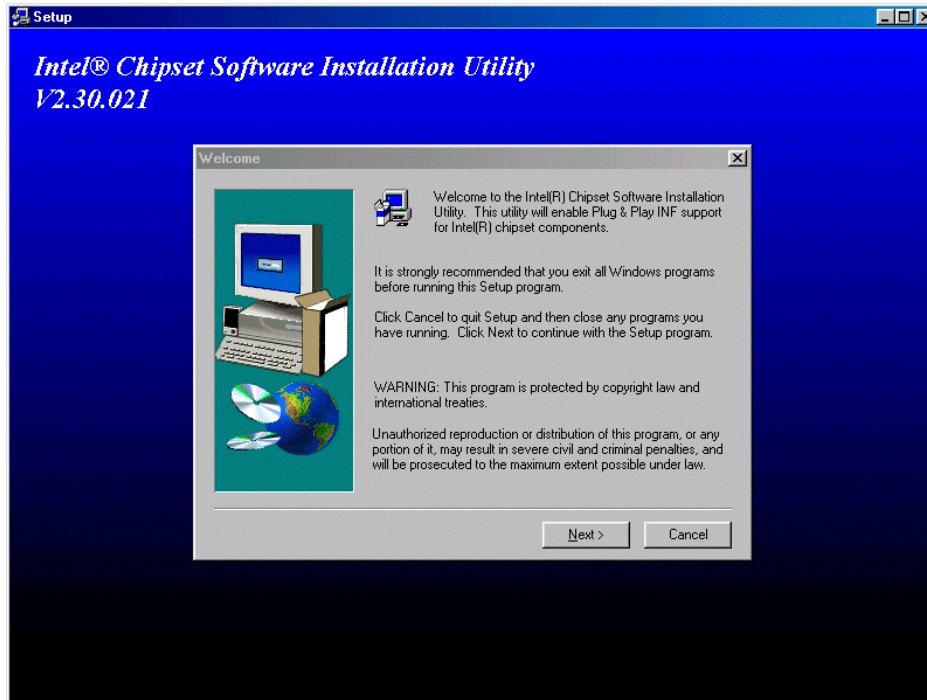 Setup
Intel® Chipset Software Installation Utility
V2.30.021
Welcome
Welcome to the Intel(R) Chipset Software Installation
Utility. This utility will enable Plug & Play INF support
for Intel(R) chipset components.
It is strongly recommended that you exit all Windows programs
before running this Setup program.
Click Cancel to quit Setup and then close any programs you
have running. Click Next to continue with the Setup program.
WARNING: This program is protected by copyright law and
international treaties.
Unauthorized reproduction or distribution of this program, or any
portion of it, may result in severe civil and criminal penalties, and
will be prosecuted to the maximum extent possible under law.
Next >
Cancel